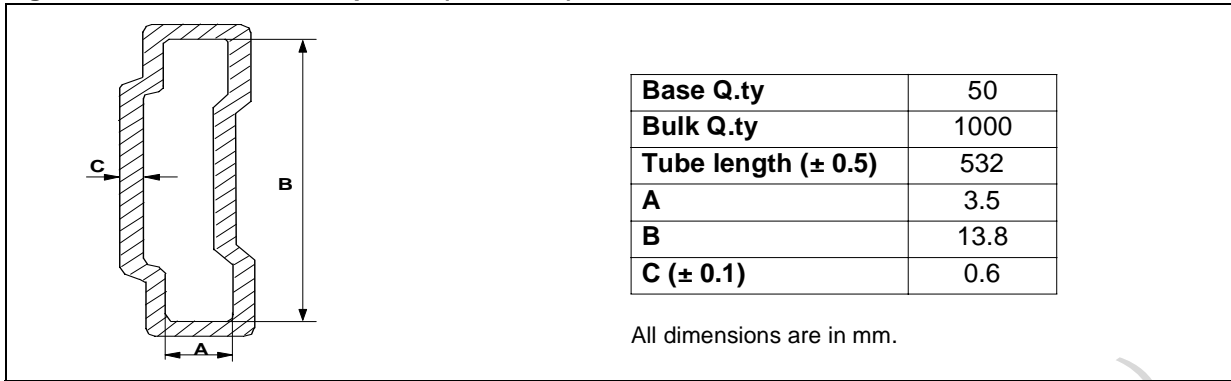 C
B
A
Base Q.ty 50
Bulk Q.ty 1000
Tube length (± 0.5) 532
A 3.5
B 13.8
C (± 0.1) 0.6
All dimensions are in mm.